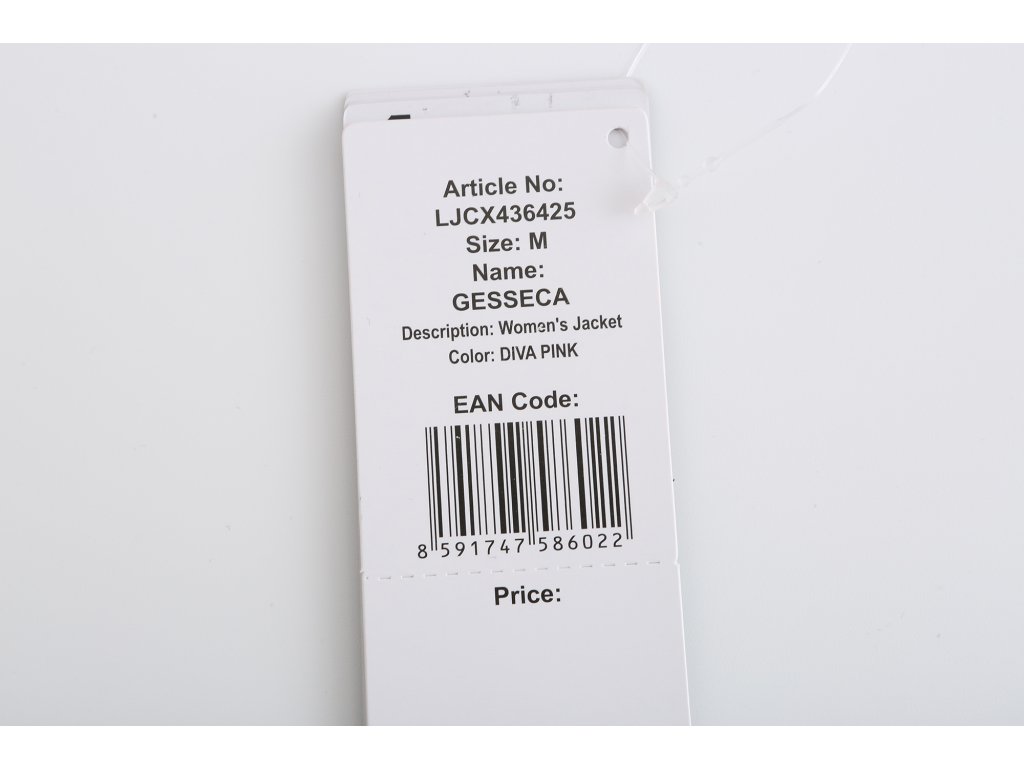 Article No:
LJCX436425
Size: M
Name:
GESSECA
Description: Women's Jacket
Color: DIVA PINK
EAN Code:
8 591747 586022
Price: